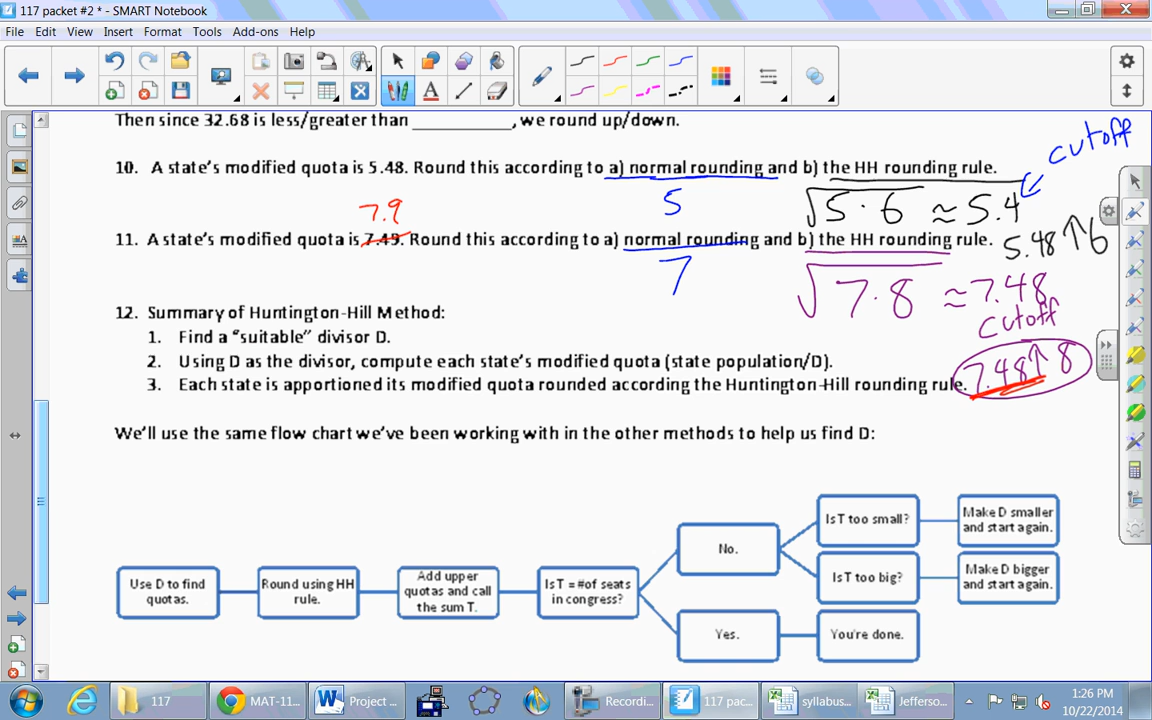 117 packet #2 * - SMART Notebook
File Edit View Insert Format Tools Add-ons Help
Then since 32.68 is less/greater than __________, we round up/down.
cutoff
10. A state's modified quota is 5.48. Round this according to a) normal rounding and b) the HH rounding rule.
5
√5·6 ≈ 5.4
7.9
11. A state's modified quota is 7.49. Round this according to a) normal rounding and b) the HH rounding rule.
5.48 ↑ 6
7
√7·8 ≈ 7.48
cutoff
7.48 ↑ 8
12. Summary of Huntington-Hill Method:
1. Find a "suitable" divisor D.
2. Using D as the divisor, compute each state's modified quota (state population/D).
3. Each state is apportioned its modified quota rounded according the Huntington-Hill rounding rule.
We'll use the same flow chart we've been working with in the other methods to help us find D:
Use D to find quotas.
Round using HH rule.
Add upper quotas and call the sum T.
Is T = #of seats in congress?
No.
Is T too small?
Make D smaller and start again.
Is T too big?
Make D bigger and start again.
Yes.
You're done.
117
MAT-11...
Project ...
Recordi...
117 pac...
syllabus...
Jefferso...
1:26 PM
10/22/2014